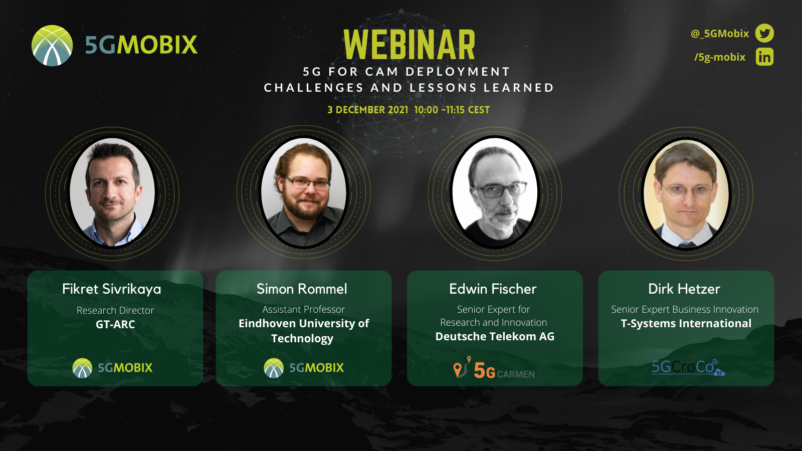 5GMOBIX
WEBINAR
5G FOR CAM DEPLOYMENT
CHALLENGES AND LESSONS LEARNED
3 DECEMBER 2021 10:00 -11:15 CEST
@_5GMobix
/5g-mobix
in
Fikret Sivrikaya
Research Director
GT-ARC
5GMOBIX
Simon Rommel
Assistant Professor
Eindhoven University of
Technology
5GMOBIX
Edwin Fischer
Senior Expert for
Research and Innovation
Deutsche Telekom AG
5G CARMEN
Dirk Hetzer
Senior Expert Business Innovation
T-Systems International
5GCroCo